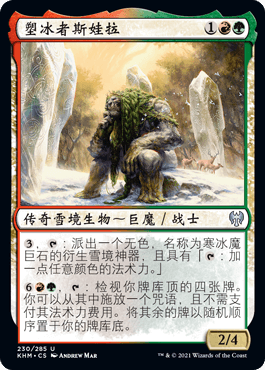 塑冰者斯娃拉 1
传奇雪境生物～巨魔／战士
3，：派出一个无色，名称为寒冰魔
巨石的衍生雪境神器，且具有「：加
一点任意颜色的法术力。」
6，：检视你牌库顶的四张牌。
你可以从其中施放一个咒语，且不需支
付其法术力费用。将其余的牌以随机顺
序置于你的牌库底。
2/4
230/285 U
KHM • CS ANDREW MAR
™ & © 2021 Wizards of the Coast